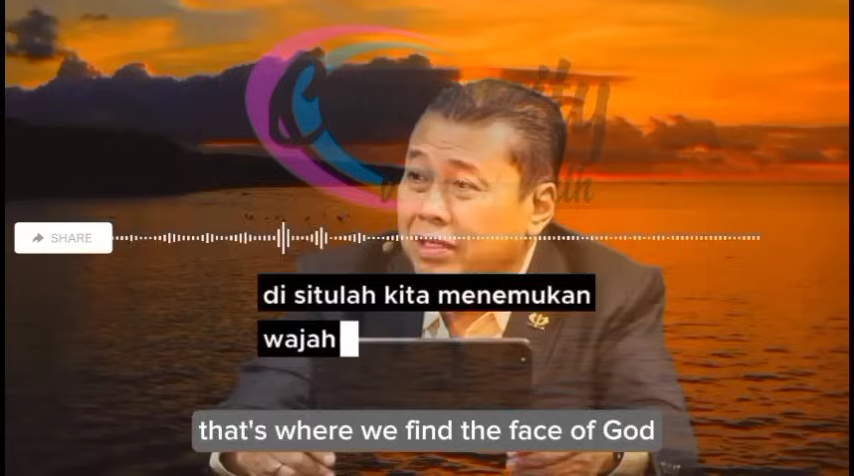 SHARE
di situlah kita menemukan
wajah
that's where we find the face of God